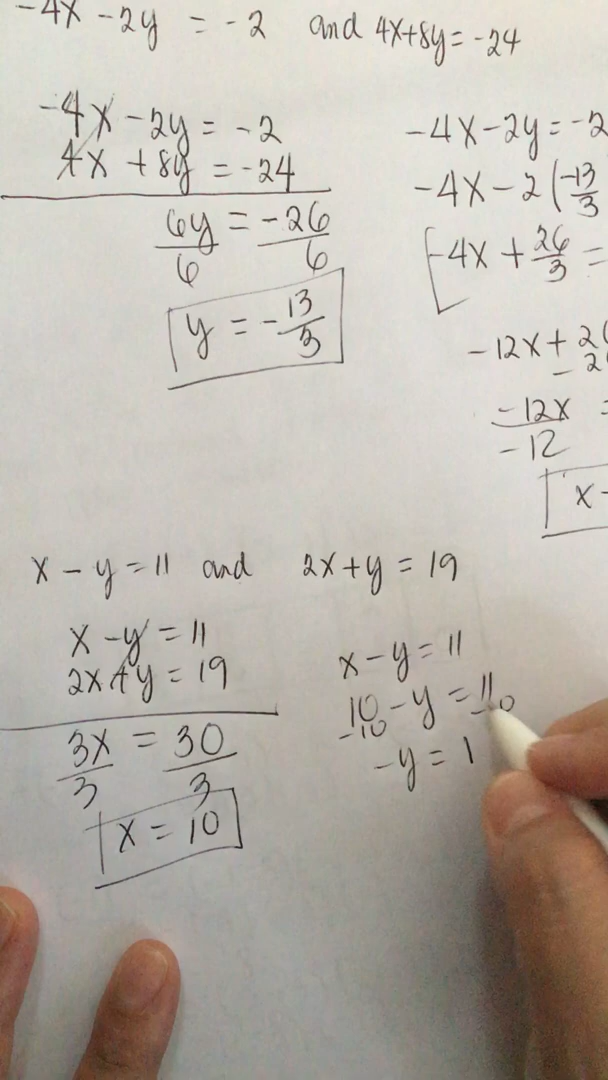 -4x - 2y = -2 and 4x+8y = -24
-4x - 2y = -2
4x + 8y = -24
6y = -26
6 6
y = - 13/3
-4x - 2y = -2
-4x - 2 (-13/3
-4x + 26/3 =
-12x + 2
- 2
-12x =
-12
x
x - y = 11 and 2x + y = 19
x - y = 11
2x + y = 19
3x = 30
3 3
x = 10
x - y = 11
10 - y = 11
-10 -10
-y = 1